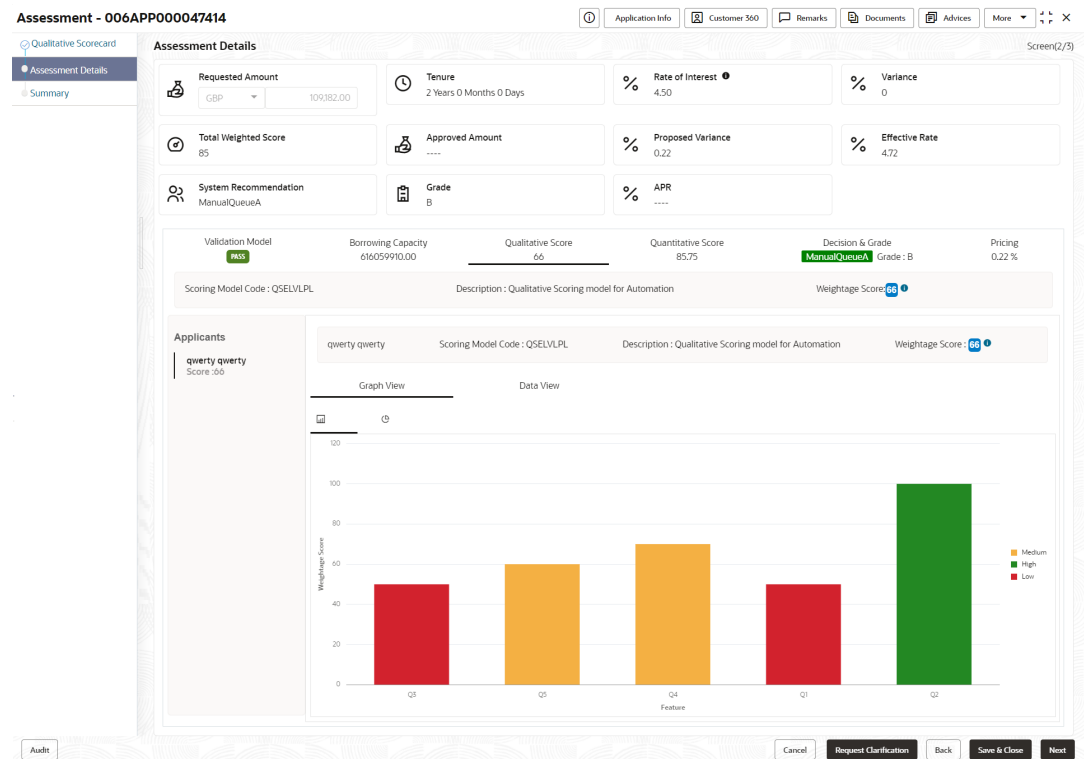 Assessment - 006APP000047414
Application Info
Customer 360
Remarks
Documents
Advices
More
Qualitative Scorecard
Assessment Details
Summary
Assessment Details
Screen(2/3)
Requested Amount
GBP
109,182.00
Tenure
2 Years 0 Months 0 Days
Rate of Interest
4.50
Variance
0
Total Weighted Score
85
Approved Amount
----
Proposed Variance
0.22
Effective Rate
4.72
System Recommendation
ManualQueueA
Grade
B
APR
----
Validation Model
PASS
Borrowing Capacity
616059910.00
Qualitative Score
66
Quantitative Score
85.75
Decision & Grade
ManualQueueA Grade : B
Pricing
0.22 %
Scoring Model Code : QSELVLPL
Description : Qualitative Scoring model for Automation
Weightage Score: 66
Applicants
qwerty qwerty
Score :66
qwerty qwerty
Scoring Model Code : QSELVLPL
Description : Qualitative Scoring model for Automation
Weightage Score : 66
Graph View
Data View
120
100
80
60
40
20
0
Weightage Score
Q3
Q5
Q4
Q1
Q2
Feature
Medium
High
Low
Audit
Cancel
Request Clarification
Back
Save & Close
Next